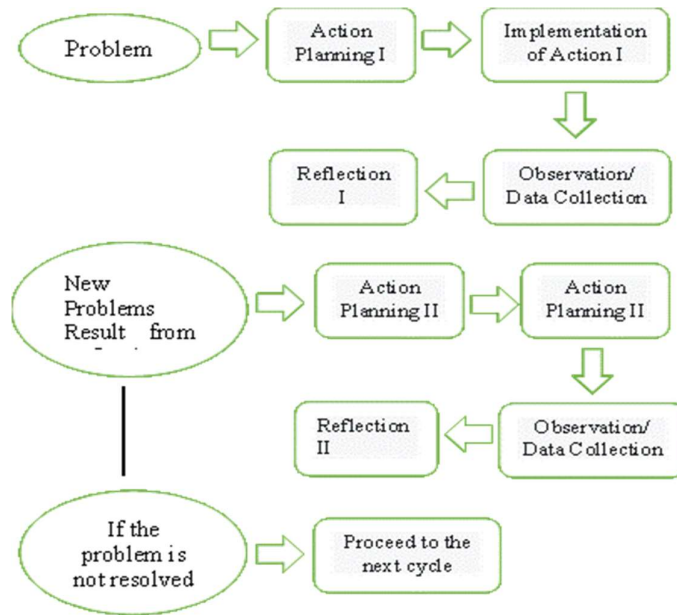 Problem
Action
Planning I
Implementation
of Action I
Reflection
I
Observation/
Data Collection
New
Problems
Result from
Action
Planning II
Action
Planning II
Reflection
II
Observation/
Data Collection
If the
problem is
not resolved
Proceed to the
next cycle